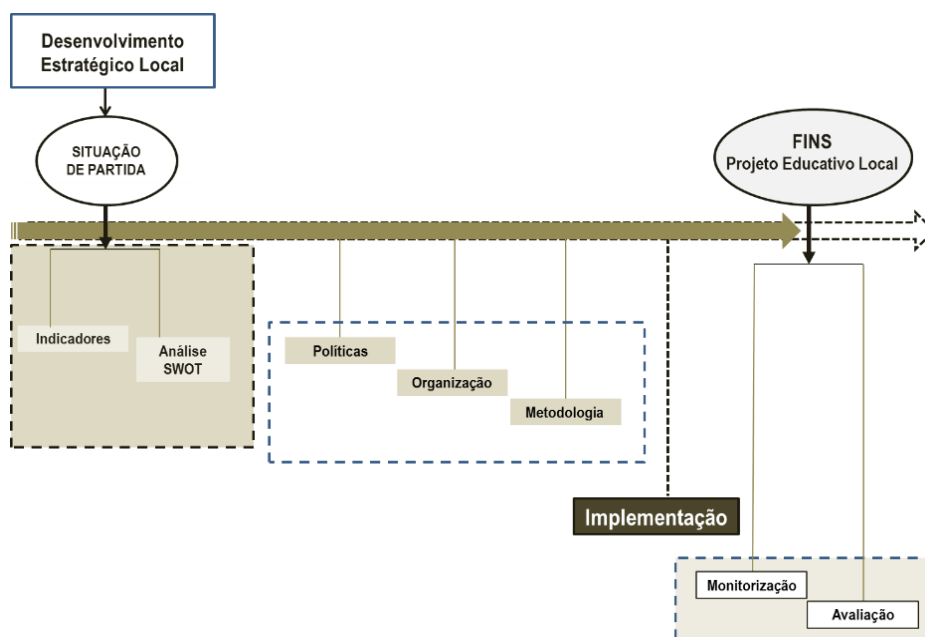 Desenvolvimento
Estratégico Local
SITUAÇÃO
DE PARTIDA
FINS
Projeto Educativo Local
Indicadores
Análise
SWOT
Políticas
Organização
Metodologia
Implementação
Monitorização
Avaliação